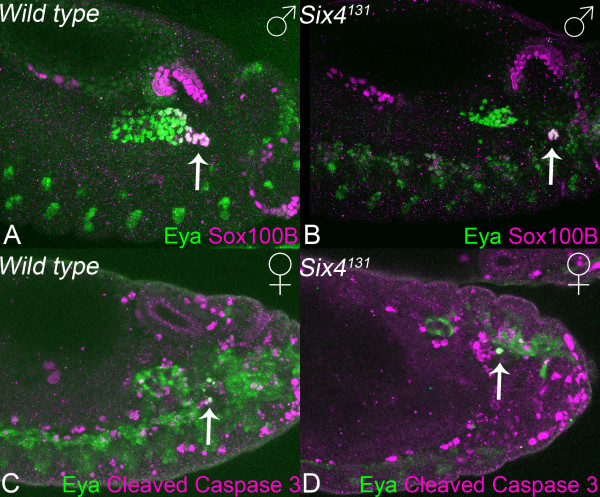 Wild type ♂
Six4¹³¹ ♂
A Eya Sox100B
B Eya Sox100B
Wild type ♀
Six4¹³¹ ♀
C Eya Cleaved Caspase 3
D Eya Cleaved Caspase 3